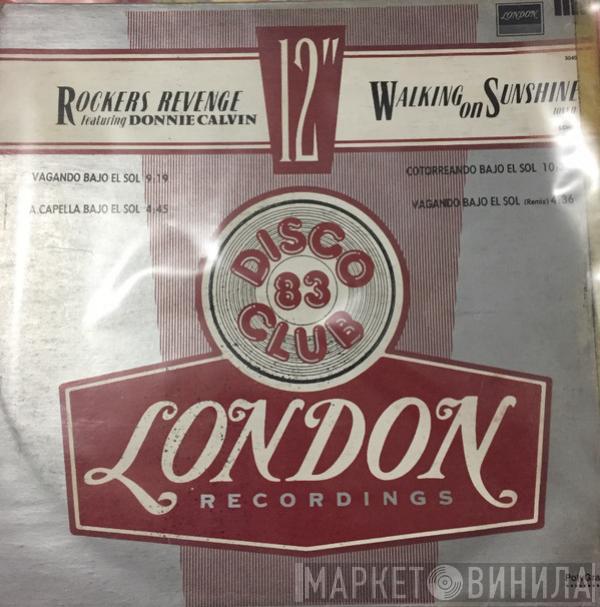 LONDON
12"
ROCKERS REVENGE
featuring DONNIE CALVIN
WALKING on SUNSHINE
VAGANDO BAJO EL SOL 9:19
A.CAPELLA BAJO EL SOL 4:45
COTORREANDO BAJO EL SOL 10
VAGANDO BAJO EL SOL (Remix) 4:36
DISCO
83
CLUB
LONDON
RECORDINGS
PolyGra
МАРКЕТ ВИНИЛА